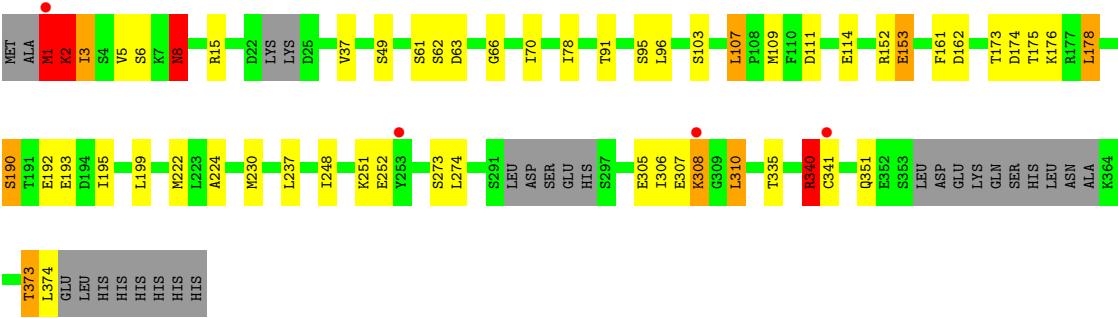 MET ALA M1 K2 I3 S4 V5 S6 K7 N8 R15 D22 LYS LYS D25 V37 S49 S61 S62 D63 G66 I70 I78 T91 S95 L96 S103 L107 P108 M109 F110 D111 E114 R152 E153 F161 D162 T173 D174 T175 K176 R177 L178
S190 T191 E192 E193 D194 I195 L199 M222 L223 A224 M230 L237 I248 K251 E252 Y253 S273 L274 S291 LEU ASP SER GLU HIS S297 E305 I306 E307 K308 G309 L310 T335 R340 C341 Q351 E352 S353 LEU ASP GLU LYS GLN SER HIS LEU ASN ALA K364
T373 L374 GLU LEU HIS HIS HIS HIS HIS HIS